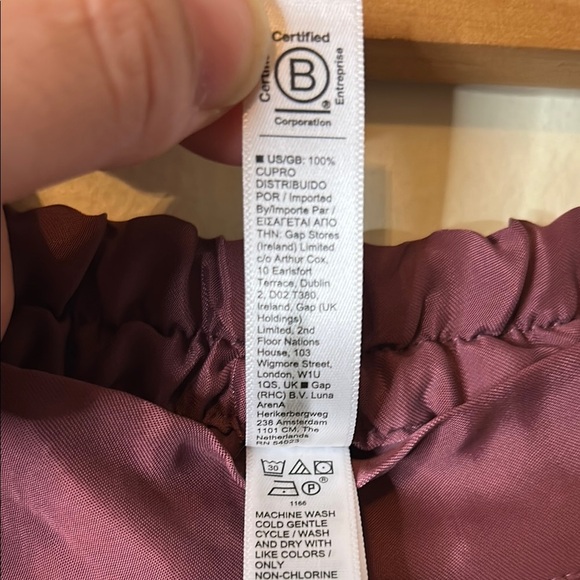 Certified
B
®
Corporation
Entreprise
■ US/GB: 100%
CUPRO
DISTRIBUIDO
POR / Imported
By/Importe Par /
ΕΙΣΑΓΕΤΑΙ ΑΠΟ
ΤΗΝ: Gap Stores
(Ireland) Limited
c/o Arthur Cox,
10 Earlsfort
Terrace, Dublin
2, D02 T380,
Ireland, Gap (UK
Holdings)
Limited, 2nd
Floor Nations
House, 103
Wigmore Street,
London, W1U
1QS, UK ■ Gap
(RHC) B.V. Luna
ArenA
Herikerbergweg
238 Amsterdam
1101 CM, The
Netherlands
RN 54023
30
P ®
1166
MACHINE WASH
COLD GENTLE
CYCLE / WASH
AND DRY WITH
LIKE COLORS /
ONLY
NON-CHLORINE